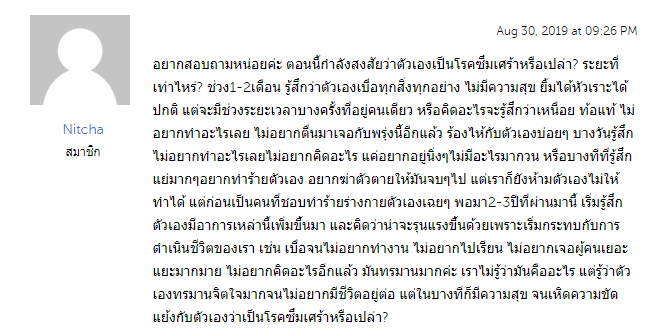 Aug 30, 2019 at 09:26 PM
Nitcha
สมาชิก
อยากสอบถามหน่อยค่ะ ตอนนี้กำลังสงสัยว่าตัวเองเป็นโรคซึมเศร้าหรือเปล่า? ระยะที่
เท่าไหร่? ช่วง1-2เดือน รู้สึกว่าตัวเองเบื่อทุกสิ่งทุกอย่าง ไม่มีความสุข ยิ้มได้หัวเราะได้
ปกติ แต่จะมีช่วงระยะเวลาบางครั้งที่อยู่คนเดียว หรือคิดอะไรจะรู้สึกว่าเหนื่อย ท้อแท้ ไม่
อยากทำอะไรเลย ไม่อยากตื่นมาเจอกับพรุ่งนี้อีกแล้ว ร้องไห้กับตัวเองบ่อยๆ บางวันรู้สึก
ไม่อยากทำอะไรเลยไม่อยากคิดอะไร แค่อยากอยู่นิ่งๆไม่มีอะไรมากวน หรือบางทีที่รู้สึก
แย่มากๆอยากทำร้ายตัวเอง อยากฆ่าตัวตายให้มันจบๆไป แต่เราก็ยังห้ามตัวเองไม่ให้
ทำได้ แต่ก่อนเป็นคนที่ชอบทำร้ายร่างกายตัวเองเฉยๆ พอมา2-3ปีที่ผ่านมานี้ เริ่มรู้สึก
ตัวเองมีอาการเหล่านี้เพิ่มขึ้นมา และคิดว่าน่าจะรุนแรงขึ้นด้วยเพราะเริ่มกระทบกับการ
ดำเนินชีวิตของเรา เช่น เบื่อจนไม่อยากทำงาน ไม่อยากไปเรียน ไม่อยากเจอผู้คนเยอะ
แยะมากมาย ไม่อยากคิดอะไรอีกแล้ว มันทรมานมากค่ะ เราไม่รู้ว่ามันคืออะไร แต่รู้ว่าตัว
เองทรมานจิตใจมากจนไม่อยากมีชีวิตอยู่ต่อ แต่ในบางทีก็มีความสุข จนเหิดความขัด
แย้งกับตัวเองว่าเป็นโรคซึมเศร้าหรือเปล่า?